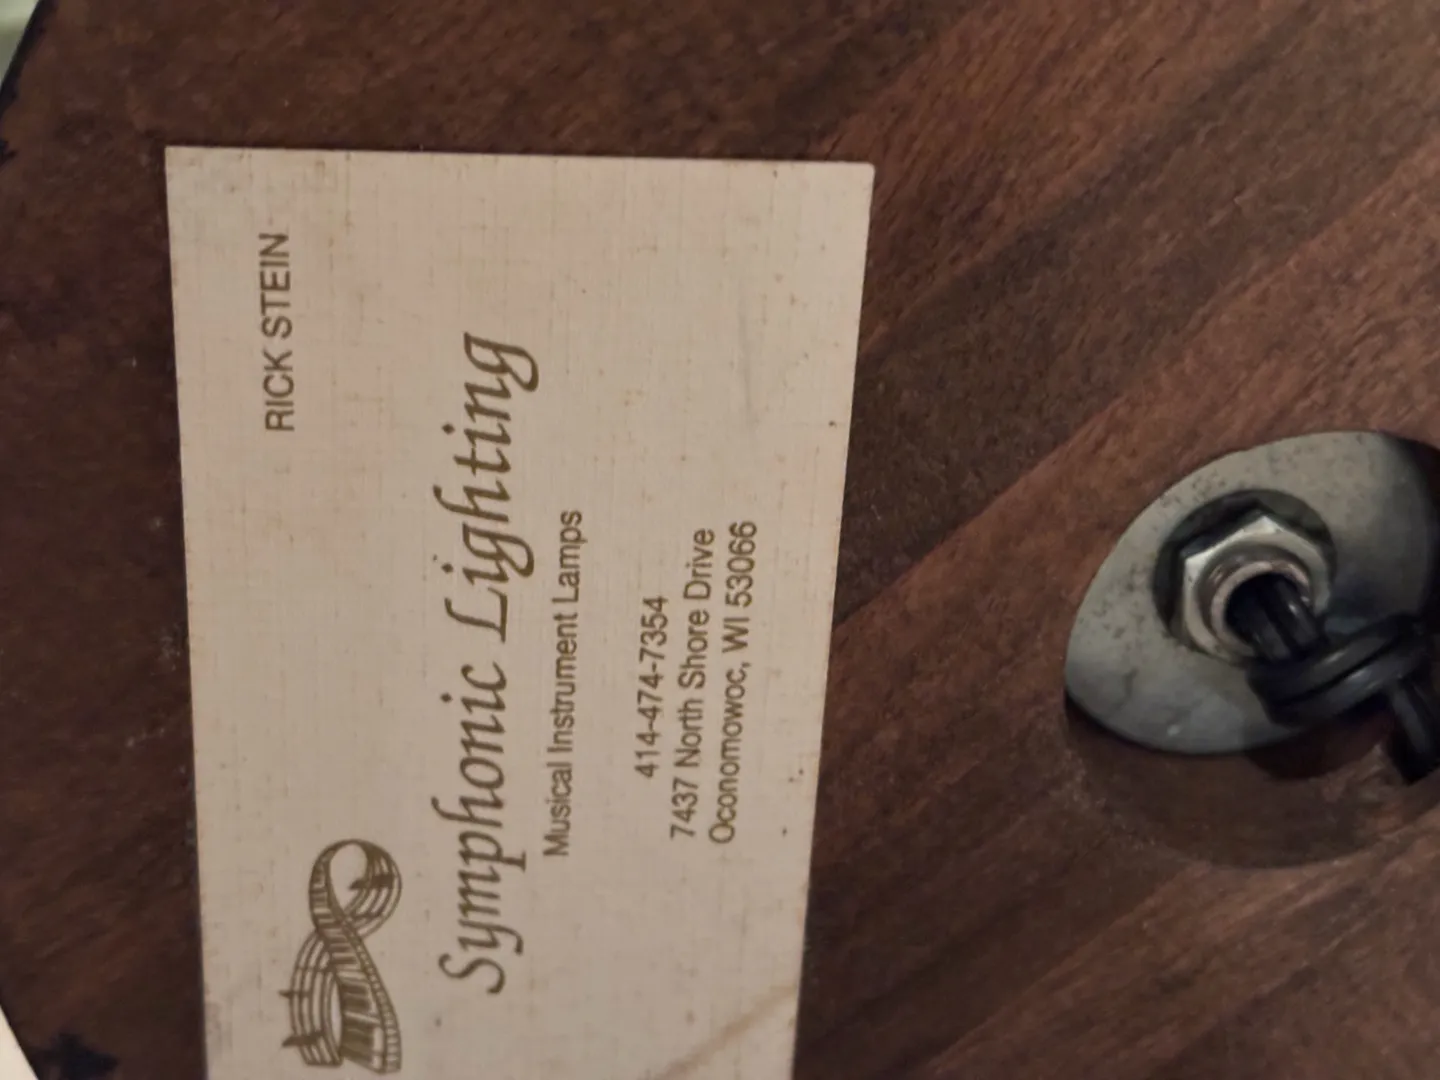 RICK STEIN
Symphonic Lighting
Musical Instrument Lamps
414-474-7354
7437 North Shore Drive
Oconomowoc, WI 53066